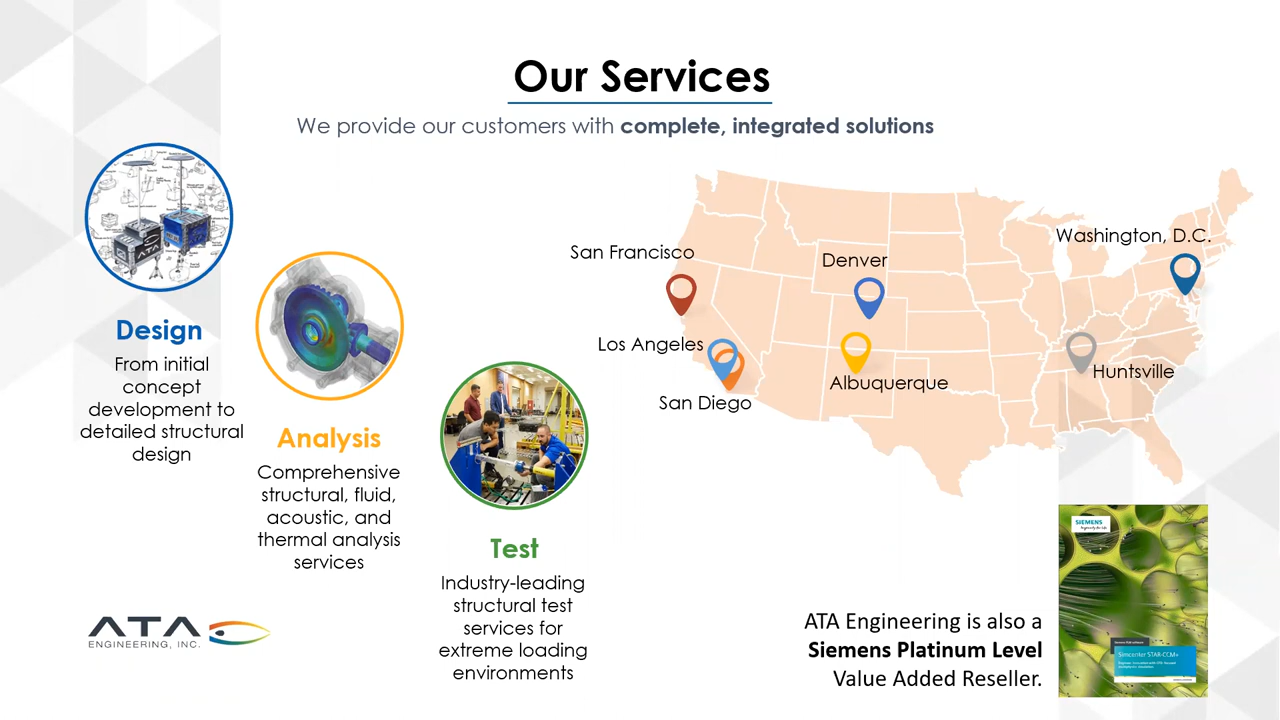 Our Services
We provide our customers with complete, integrated solutions
Design
From initial
concept
development to
detailed structural
design
Analysis
Comprehensive
structural, fluid,
acoustic, and
thermal analysis
services
Test
Industry-leading
structural test
services for
extreme loading
environments
San Francisco
Los Angeles
San Diego
Denver
Albuquerque
Washington, D.C.
Huntsville
ATA
ENGINEERING, INC.
ATA Engineering is also a
Siemens Platinum Level
Value Added Reseller.
SIEMENS
Simcenter STAR-CCM+
ATA